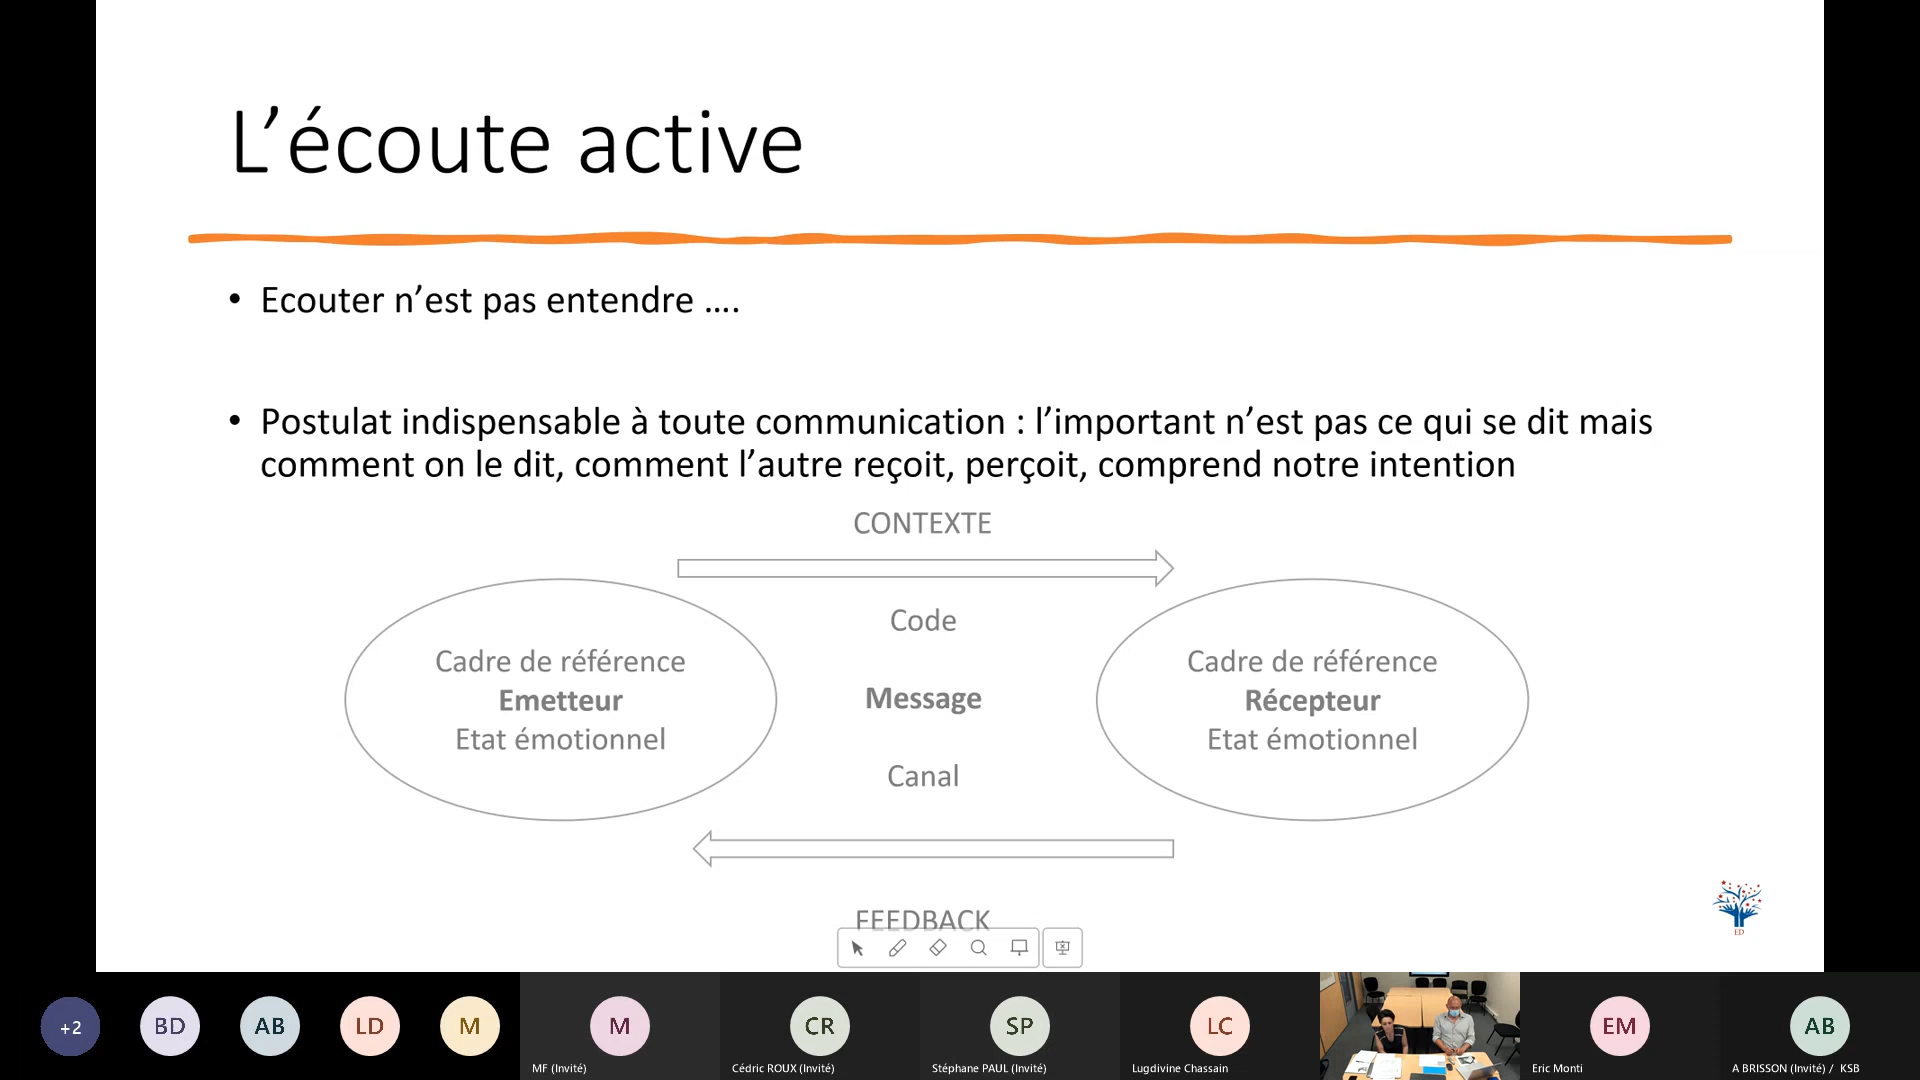 L’écoute active
• Ecouter n’est pas entendre ....
• Postulat indispensable à toute communication : l’important n’est pas ce qui se dit mais
comment on le dit, comment l’autre reçoit, perçoit, comprend notre intention
CONTEXTE
Code
Cadre de référence
Emetteur
Etat émotionnel
Message
Cadre de référence
Récepteur
Etat émotionnel
Canal
FEEDBACK
ED
+2
BD
AB
LD
M
M
MF (Invité)
CR
Cédric ROUX (Invité)
SP
Stéphane PAUL (Invité)
LC
Lugdivine Chassain
EM
Eric Monti
AB
A BRISSON (Invité) / KSB